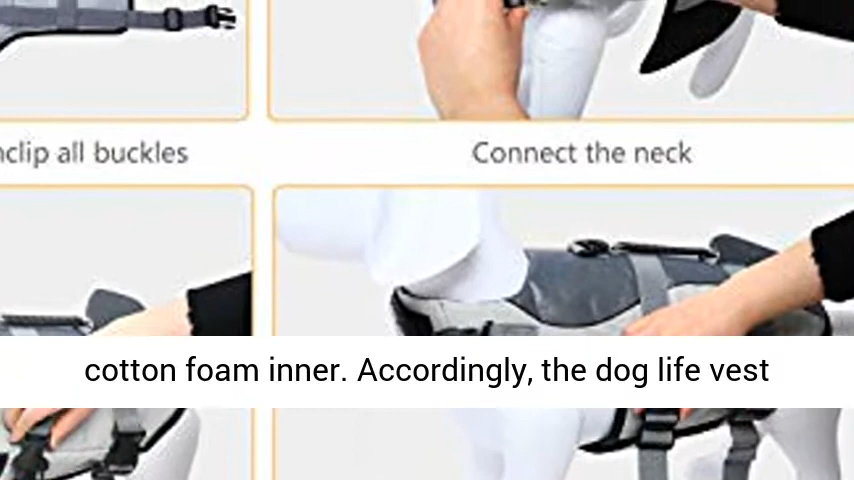 nclip all buckles
Connect the neck
cotton foam inner. Accordingly, the dog life vest